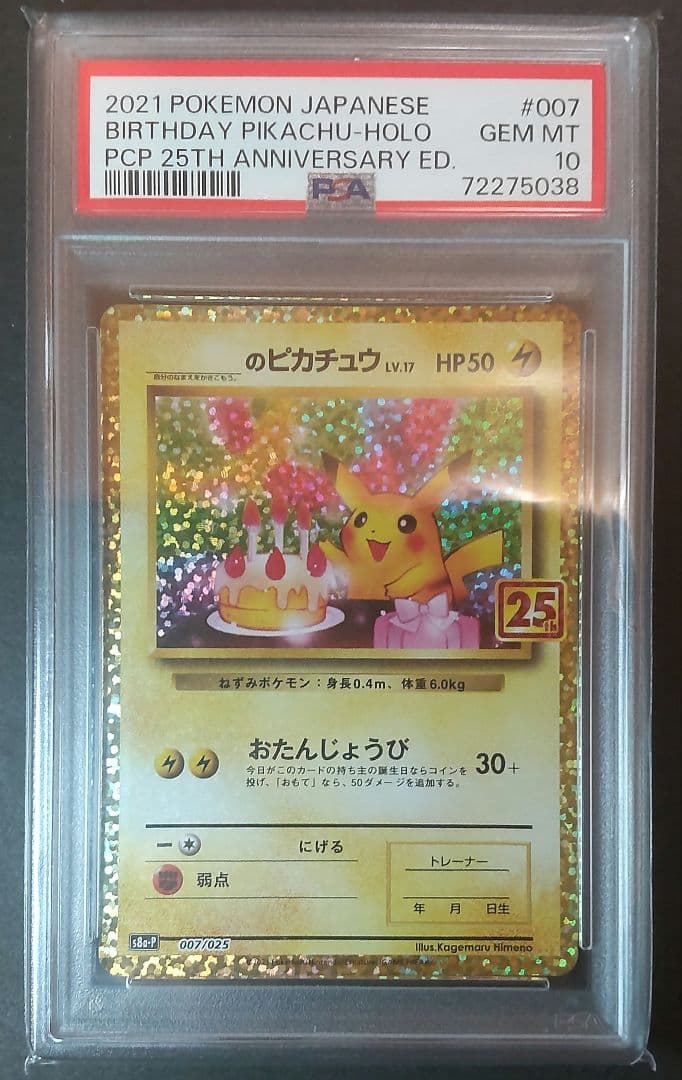 2021 POKEMON JAPANESE #007
BIRTHDAY PIKACHU-HOLO GEM MT
PCP 25TH ANNIVERSARY ED. 10
PSA 72275038
のピカチュウ LV.17 HP50
自分のなまえをかきこもう。
25th
ねずみポケモン：身長0.4m、体重6.0kg
おたんじょうび 30+
今日がこのカードの持ち主の誕生日ならコインを
投げ、「おもて」なら、50ダメージを追加する。
にげる
トレーナー
弱点
年 月 日生
s8a-P 007/025 Illus.Kagemaru Himeno